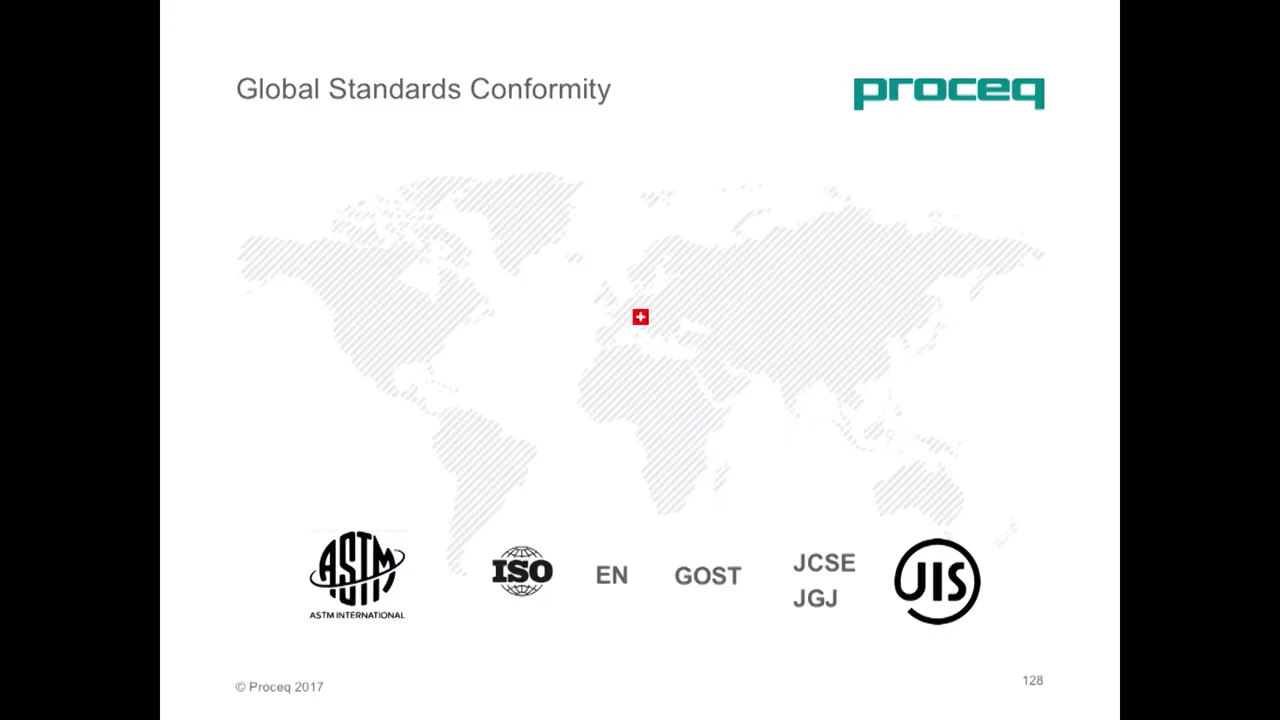 Global Standards Conformity
proceq
ASTM
ASTM INTERNATIONAL
ISO
EN
GOST
JCSE
JGJ
JIS
© Proceq 2017
128